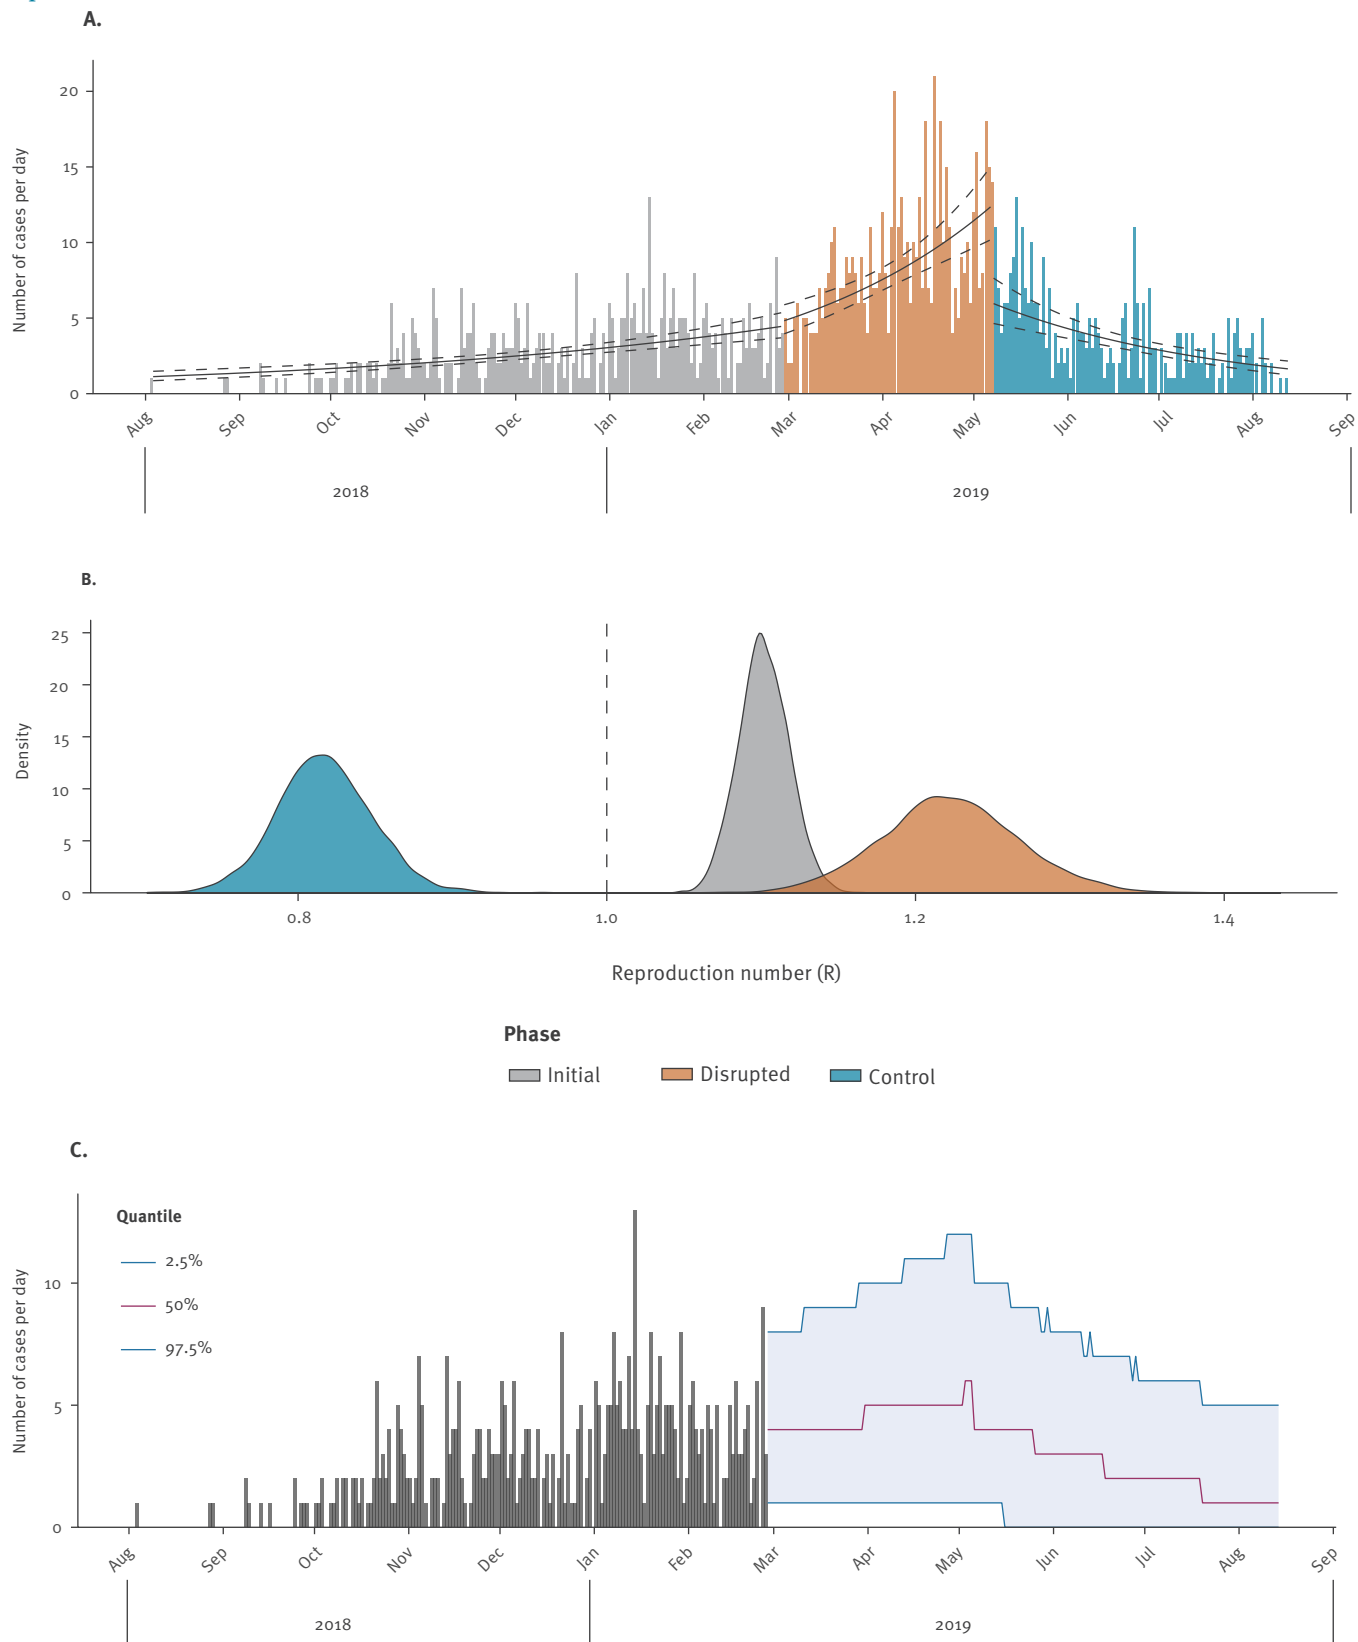 A.
Number of cases per day
20
15
10
5
0
Aug Sep Oct Nov Dec Jan Feb Mar Apr May Jun Jul Aug Sep
2018 2019
B.
Density
25
20
15
10
5
0
0.8 1.0 1.2 1.4
Reproduction number (R)
Phase
Initial Disrupted Control
C.
Number of cases per day
Quantile
2.5%
50%
97.5%
10
5
0
Aug Sep Oct Nov Dec Jan Feb Mar Apr May Jun Jul Aug Sep
2018 2019